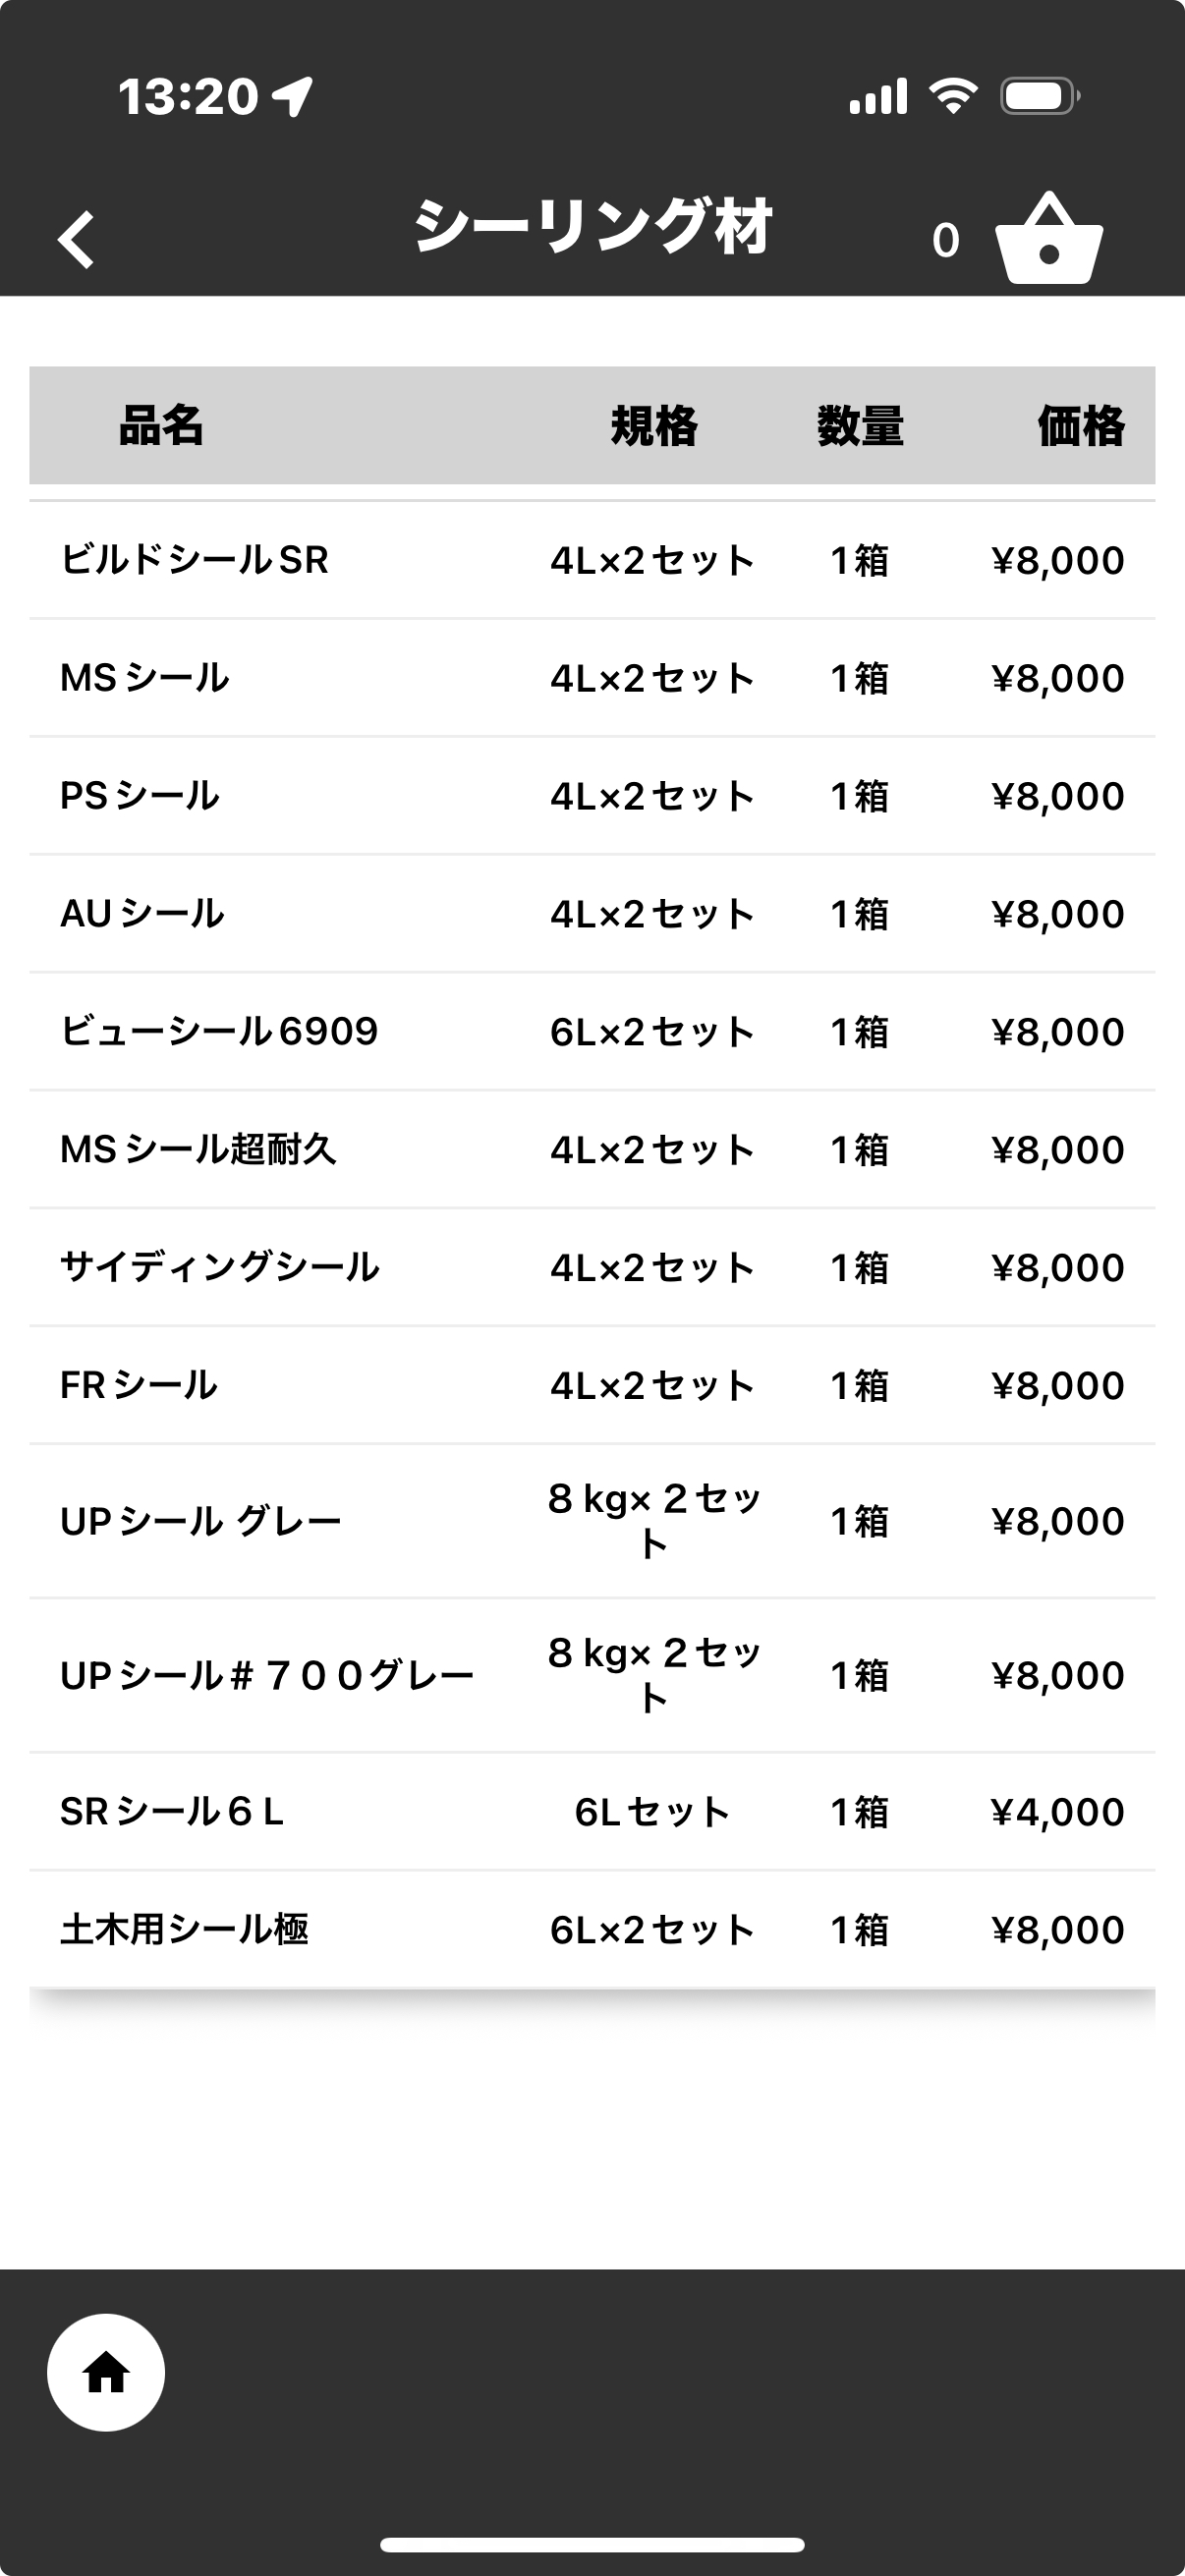 13:20
シーリング材 0
品名 規格 数量 価格
ビルドシールSR 4L×2セット 1箱 ¥8,000
MSシール 4L×2セット 1箱 ¥8,000
PSシール 4L×2セット 1箱 ¥8,000
AUシール 4L×2セット 1箱 ¥8,000
ビューシール6909 6L×2セット 1箱 ¥8,000
MSシール超耐久 4L×2セット 1箱 ¥8,000
サイディングシール 4L×2セット 1箱 ¥8,000
FRシール 4L×2セット 1箱 ¥8,000
UPシール グレー 8 kg×２セッ
ト 1箱 ¥8,000
UPシール＃７００グレー 8 kg×２セッ
ト 1箱 ¥8,000
SRシール６L 6Lセット 1箱 ¥4,000
土木用シール極 6L×2セット 1箱 ¥8,000